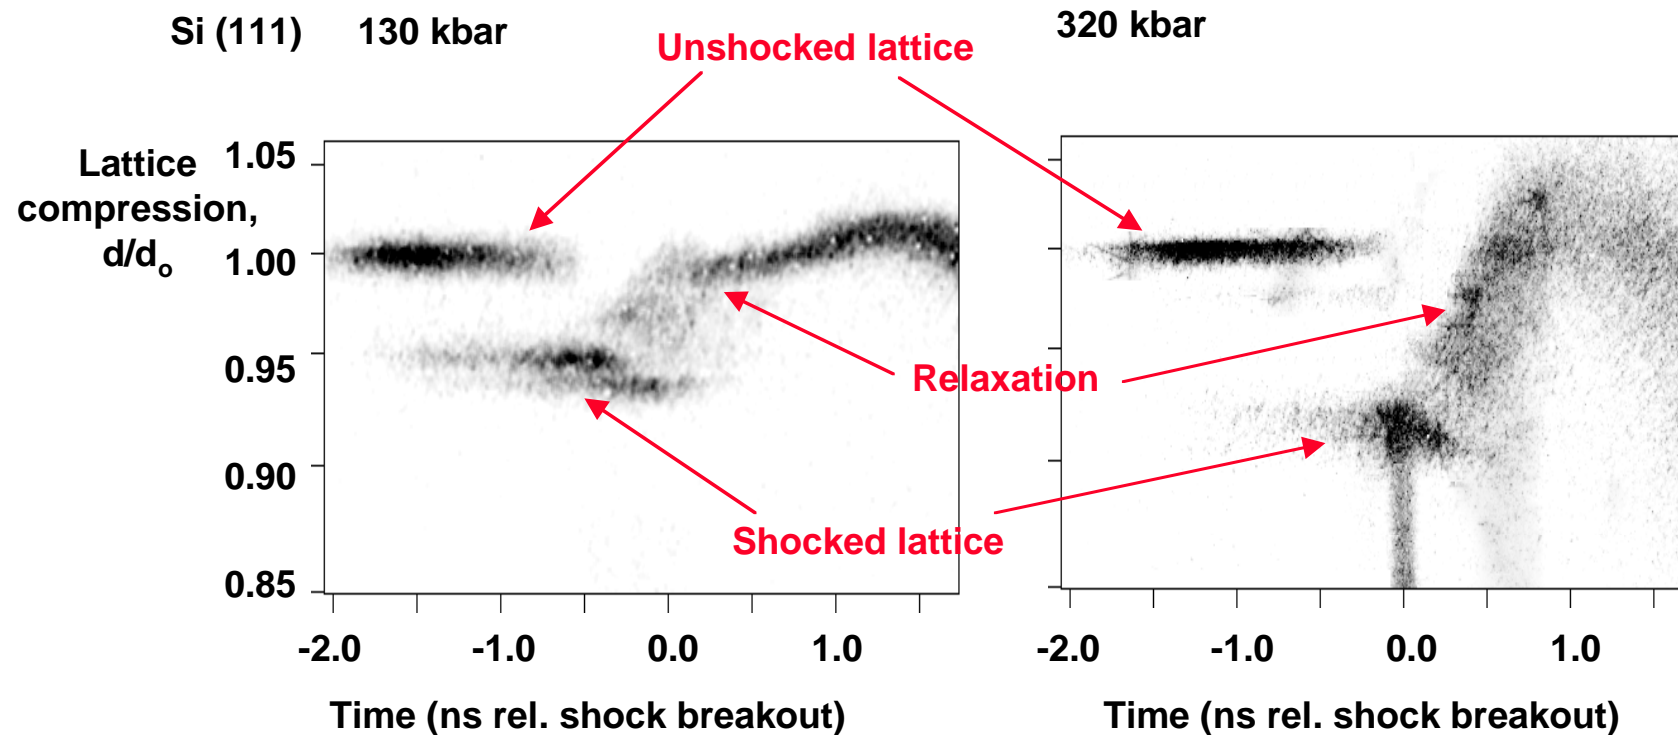 Si (111) 130 kbar
320 kbar
Unshocked lattice
Lattice
compression,
d/do
1.05
1.00
0.95
0.90
0.85
Relaxation
Shocked lattice
-2.0 -1.0 0.0 1.0
-2.0 -1.0 0.0 1.0
Time (ns rel. shock breakout)
Time (ns rel. shock breakout)